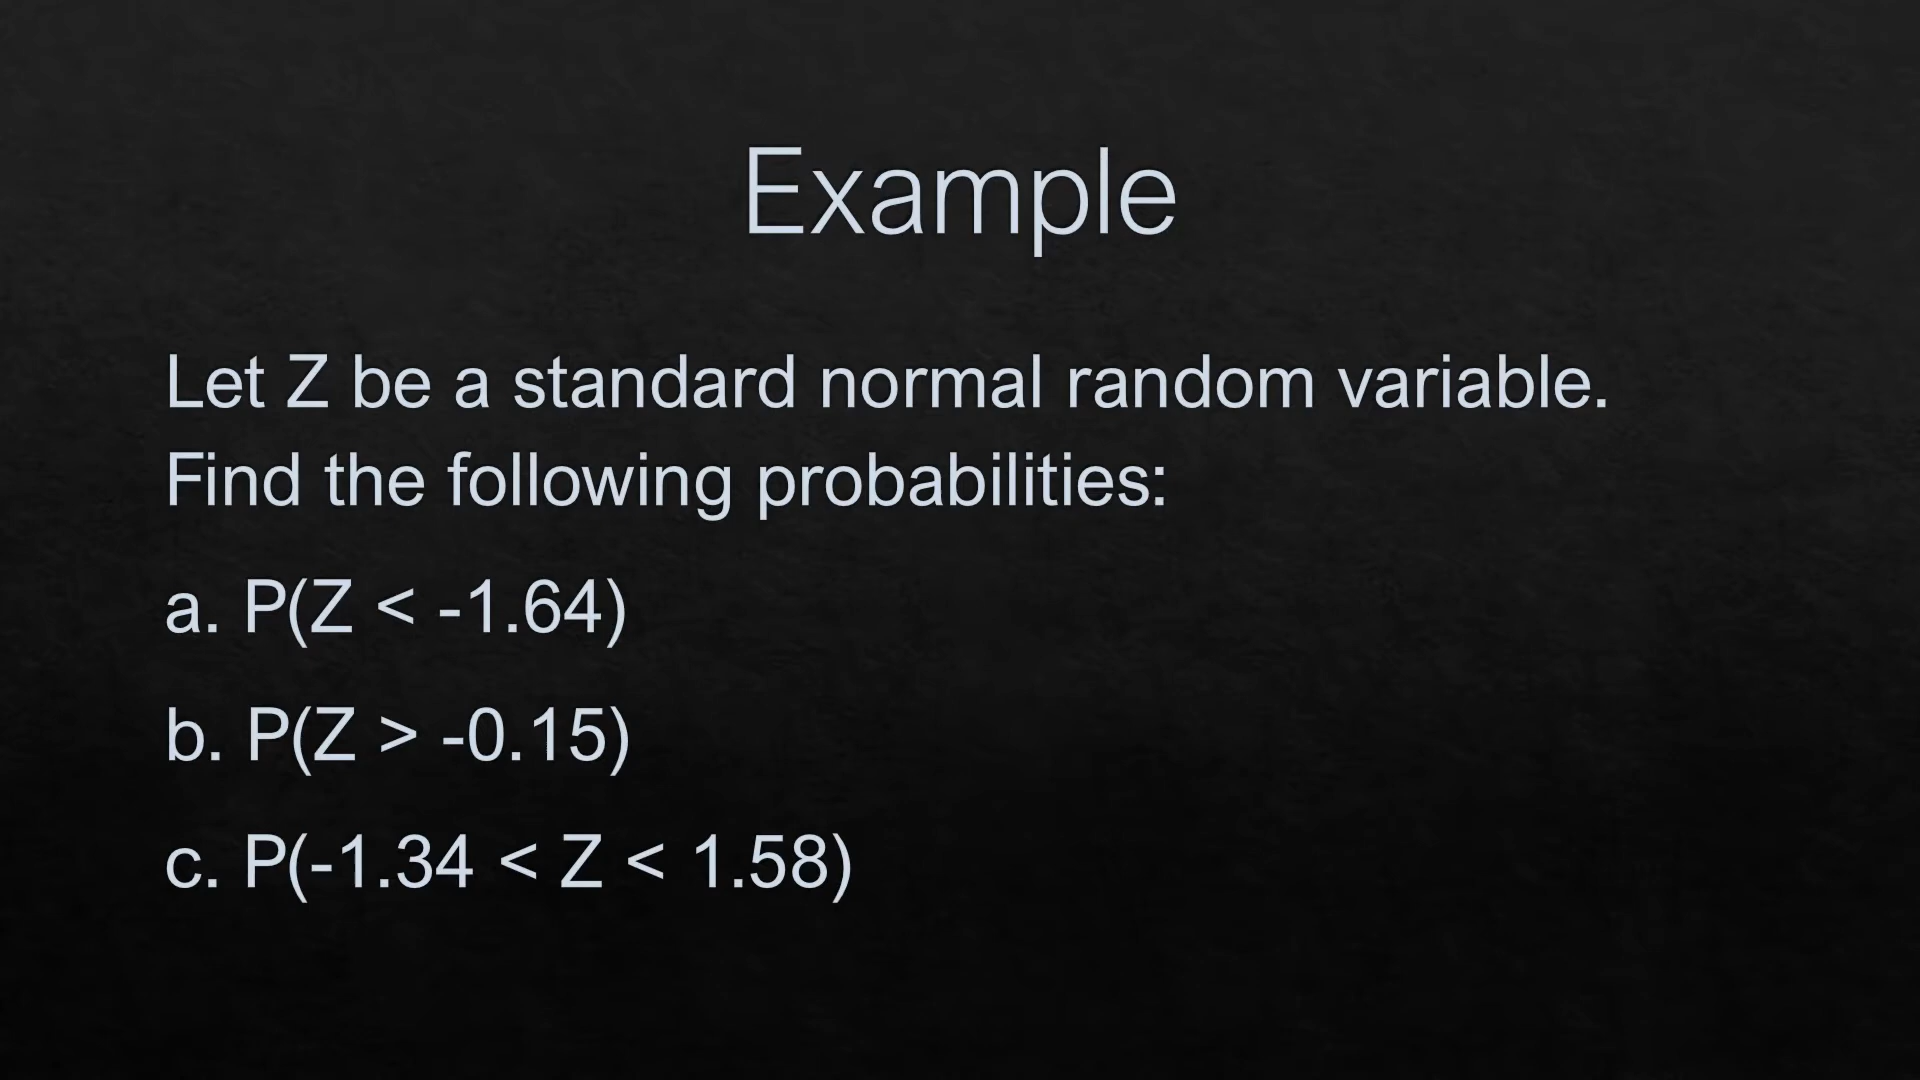 Example
Let Z be a standard normal random variable.
Find the following probabilities:
a. P(Z < -1.64)
b. P(Z > -0.15)
c. P(-1.34 < Z < 1.58)